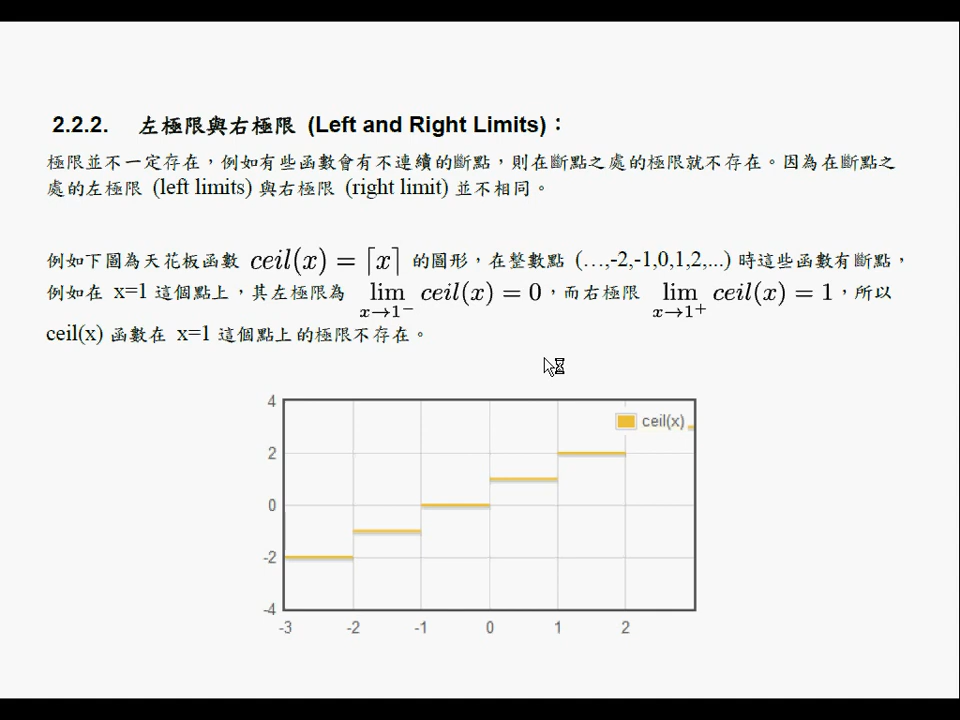 2.2.2. 左極限與右極限 (Left and Right Limits)：
極限並不一定存在，例如有些函數會有不連續的斷點，則在斷點之處的極限就不存在。因為在斷點之
處的左極限 (left limits) 與右極限 (right limit) 並不相同。
例如下圖為天花板函數 ceil(x) = ⌈x⌉ 的圖形，在整數點 (…,-2,-1,0,1,2,...) 時這些函數有斷點，
例如在 x=1 這個點上，其左極限為 lim x→1⁻ ceil(x) = 0，而右極限 lim x→1⁺ ceil(x) = 1，所以
ceil(x) 函數在 x=1 這個點上的極限不存在。
4
ceil(x)
2
0
-2
-4
-3 -2 -1 0 1 2